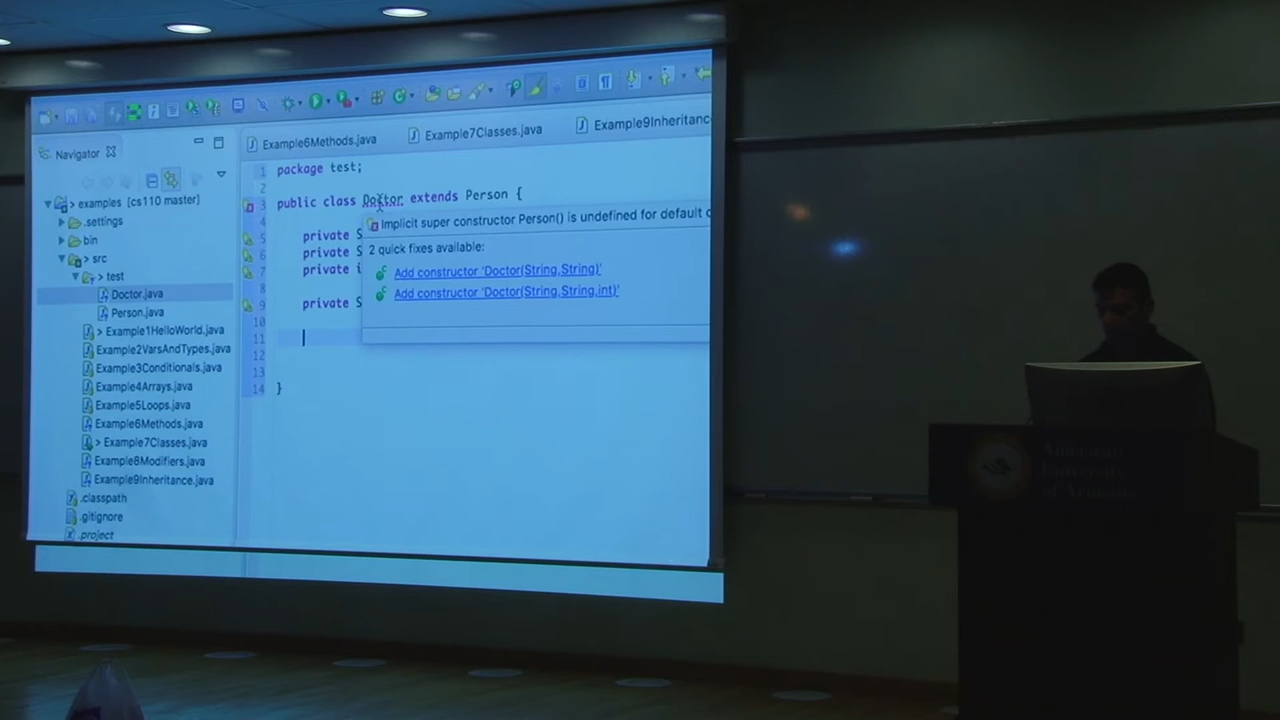 Navigator
> examples [cs110 master]
.settings
bin
> src
> test
Doctor.java
Person.java
> Example1HelloWorld.java
Example2VarsAndTypes.java
Example3Conditionals.java
Example4Arrays.java
Example5Loops.java
Example6Methods.java
> Example7Classes.java
Example8Modifiers.java
Example9Inheritance.java
.classpath
.gitignore
.project
Example6Methods.java
Example7Classes.java
Example9Inheritanc
1 package test;
2
3 public class Doctor extends Person {
4
5 private S
6 private S
7 private i
8
9 private S
10
11
12
13
14 }
Implicit super constructor Person() is undefined for default c
2 quick fixes available:
Add constructor 'Doctor(String,String)'
Add constructor 'Doctor(String,String,int)'
American
University
of Armenia